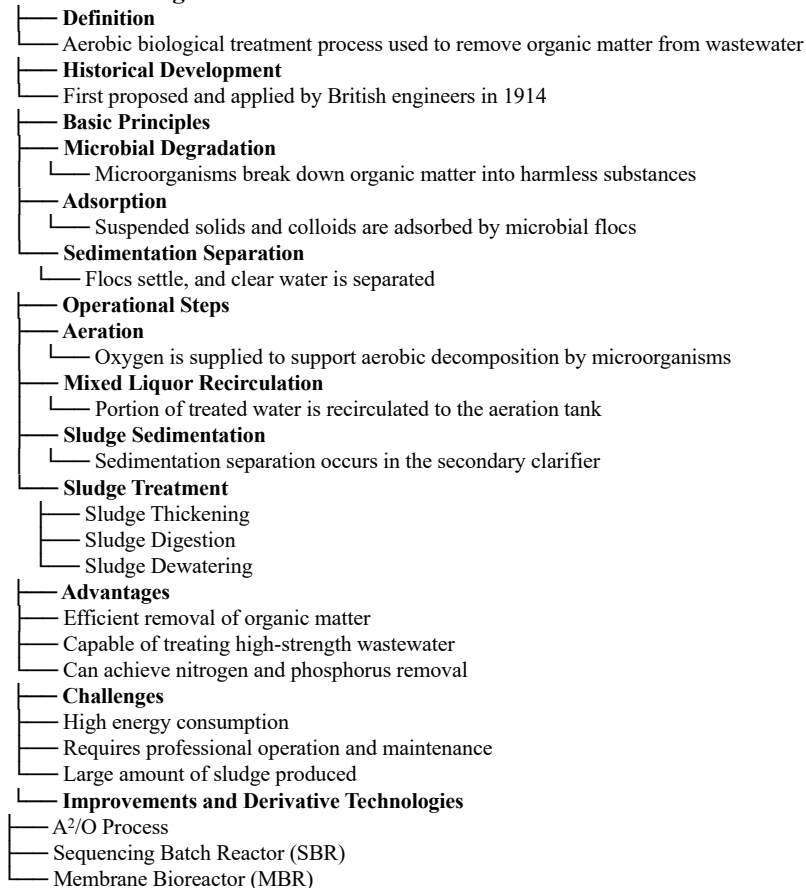 ├── Definition
└── Aerobic biological treatment process used to remove organic matter from wastewater
├── Historical Development
└── First proposed and applied by British engineers in 1914
├── Basic Principles
├── Microbial Degradation
│ └── Microorganisms break down organic matter into harmless substances
├── Adsorption
│ └── Suspended solids and colloids are adsorbed by microbial flocs
└── Sedimentation Separation
└── Flocs settle, and clear water is separated
├── Operational Steps
├── Aeration
│ └── Oxygen is supplied to support aerobic decomposition by microorganisms
├── Mixed Liquor Recirculation
│ └── Portion of treated water is recirculated to the aeration tank
├── Sludge Sedimentation
│ └── Sedimentation separation occurs in the secondary clarifier
└── Sludge Treatment
├── Sludge Thickening
├── Sludge Digestion
└── Sludge Dewatering
├── Advantages
├── Efficient removal of organic matter
├── Capable of treating high-strength wastewater
└── Can achieve nitrogen and phosphorus removal
├── Challenges
├── High energy consumption
├── Requires professional operation and maintenance
└── Large amount of sludge produced
└── Improvements and Derivative Technologies
├── A²/O Process
├── Sequencing Batch Reactor (SBR)
└── Membrane Bioreactor (MBR)